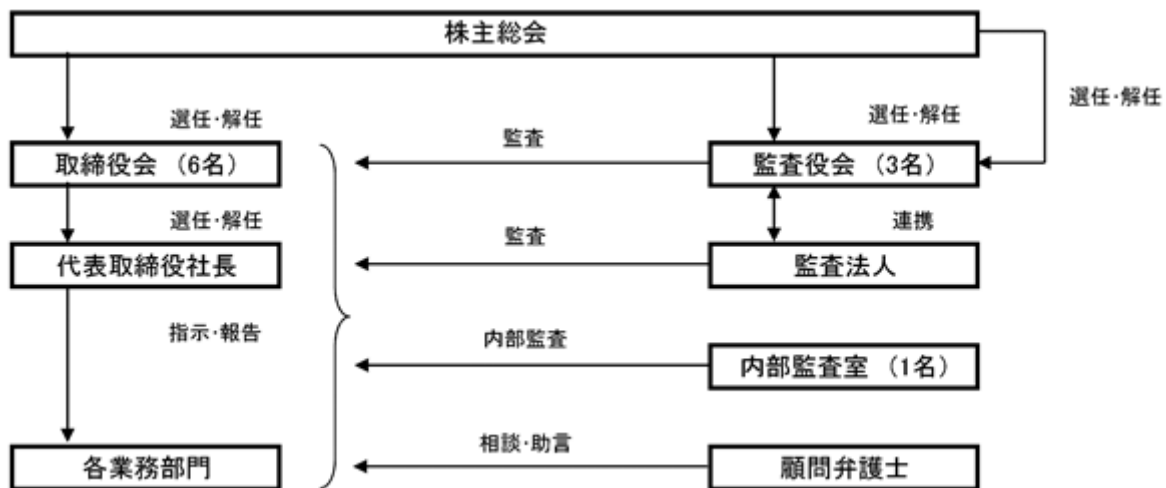 株主総会
選任・解任
選任・解任
選任・解任
取締役会 (6名)
監査
監査役会 (3名)
選任・解任
連携
代表取締役社長
監査
監査法人
指示・報告
内部監査
内部監査室 (1名)
各業務部門
相談・助言
顧問弁護士